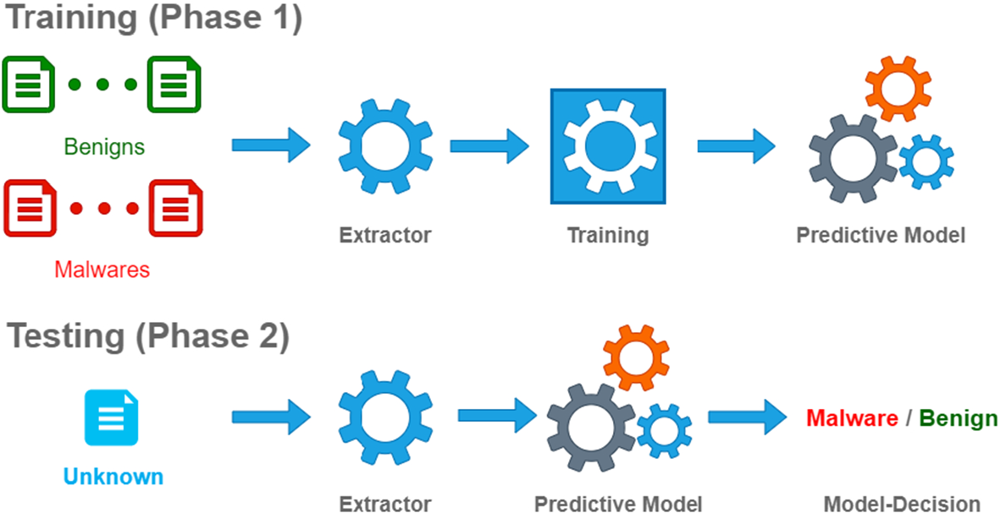 Training (Phase 1)
Benigns
Malwares
Extractor
Training
Predictive Model
Testing (Phase 2)
Unknown
Extractor
Predictive Model
Malware / Benign
Model-Decision